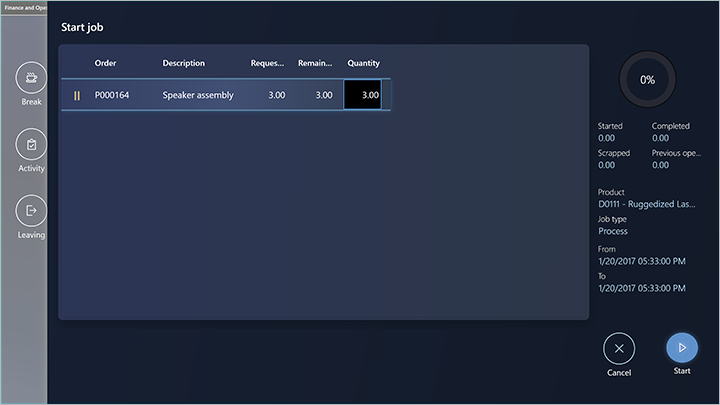 Finance and Ope
Start job
Order Description Reques... Remain... Quantity
P000164 Speaker assembly 3.00 3.00 3.00
Break
Activity
Leaving
0%
Started Completed
0.00 0.00
Scrapped Previous ope...
0.00 0.00
Product
D0111 - Ruggedized Las...
Job type
Process
From
1/20/2017 05:33:00 PM
To
1/20/2017 05:33:00 PM
Cancel Start